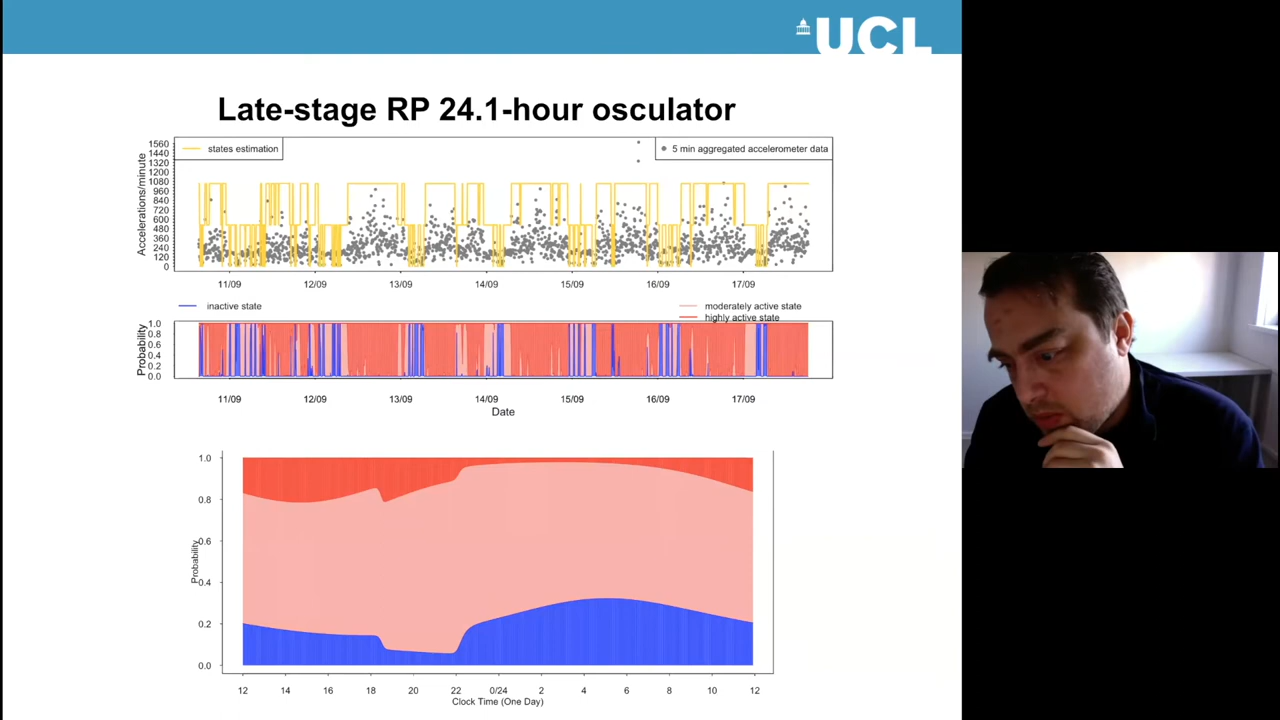 UCL
Late-stage RP 24.1-hour osculator
states estimation
5 min aggregated accelerometer data
Accelerations/minute
1560
1440
1320
1200
1080
960
840
720
600
480
360
240
120
0
11/09 12/09 13/09 14/09 15/09 16/09 17/09
inactive state
moderately active state
highly active state
Probability
1.0
0.8
0.6
0.4
0.2
0.0
11/09 12/09 13/09 14/09 15/09 16/09 17/09
Date
Probability
1.0
0.8
0.6
0.4
0.2
0.0
12 14 16 18 20 22 0/24 2 4 6 8 10 12
Clock Time (One Day)